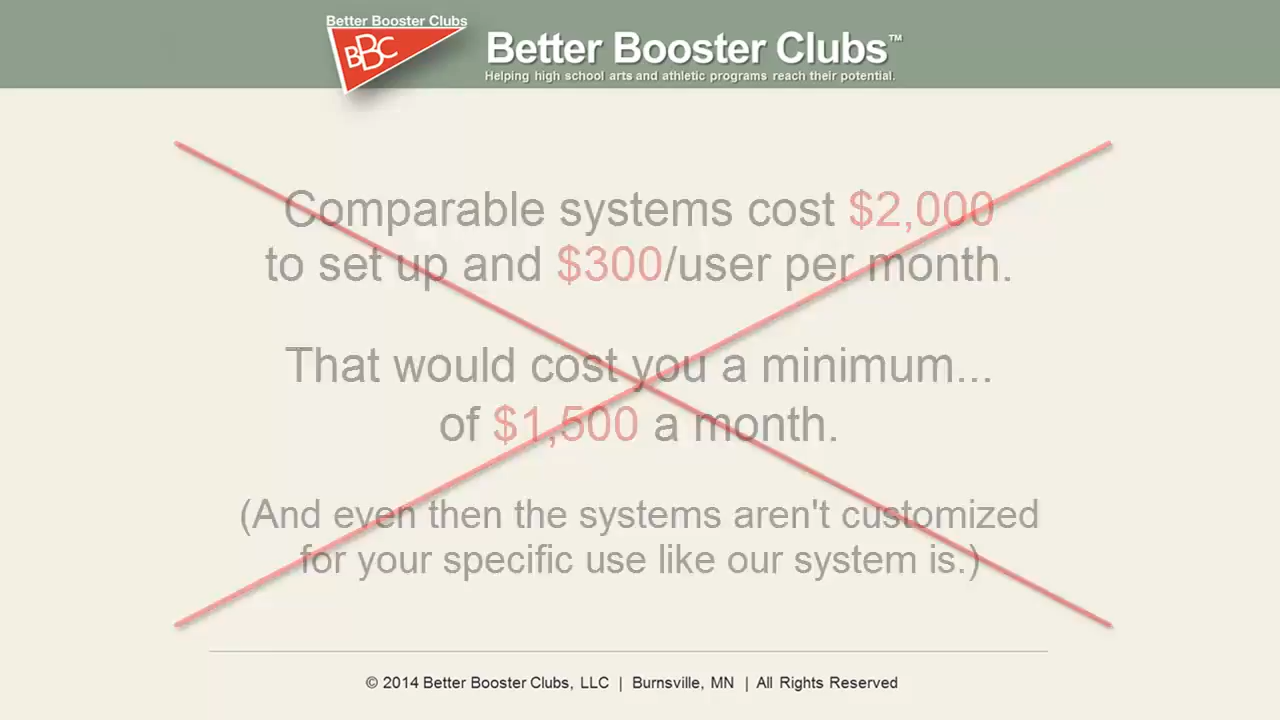 Better Booster Clubs
BBC
Better Booster Clubs™
Helping high school arts and athletic programs reach their potential.
Comparable systems cost $2,000
to set up and $300/user per month.
That would cost you a minimum...
of $1,500 a month.
(And even then the systems aren't customized
for your specific use like our system is.)
© 2014 Better Booster Clubs, LLC | Burnsville, MN | All Rights Reserved